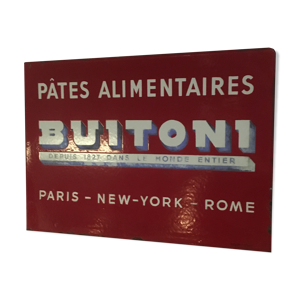 PÂTES ALIMENTAIRES
BUITONI
DEPUIS 1827 DANS LE MONDE ENTIER
PARIS – NEW-YORK – ROME